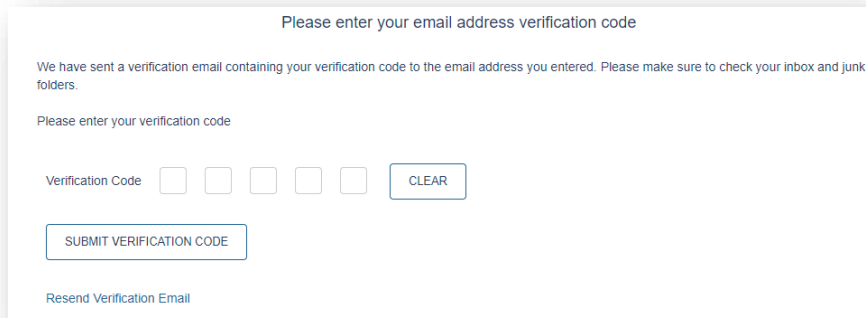 Please enter your email address verification code
We have sent a verification email containing your verification code to the email address you entered. Please make sure to check your inbox and junk
folders.
Please enter your verification code
Verification Code CLEAR
SUBMIT VERIFICATION CODE
Resend Verification Email